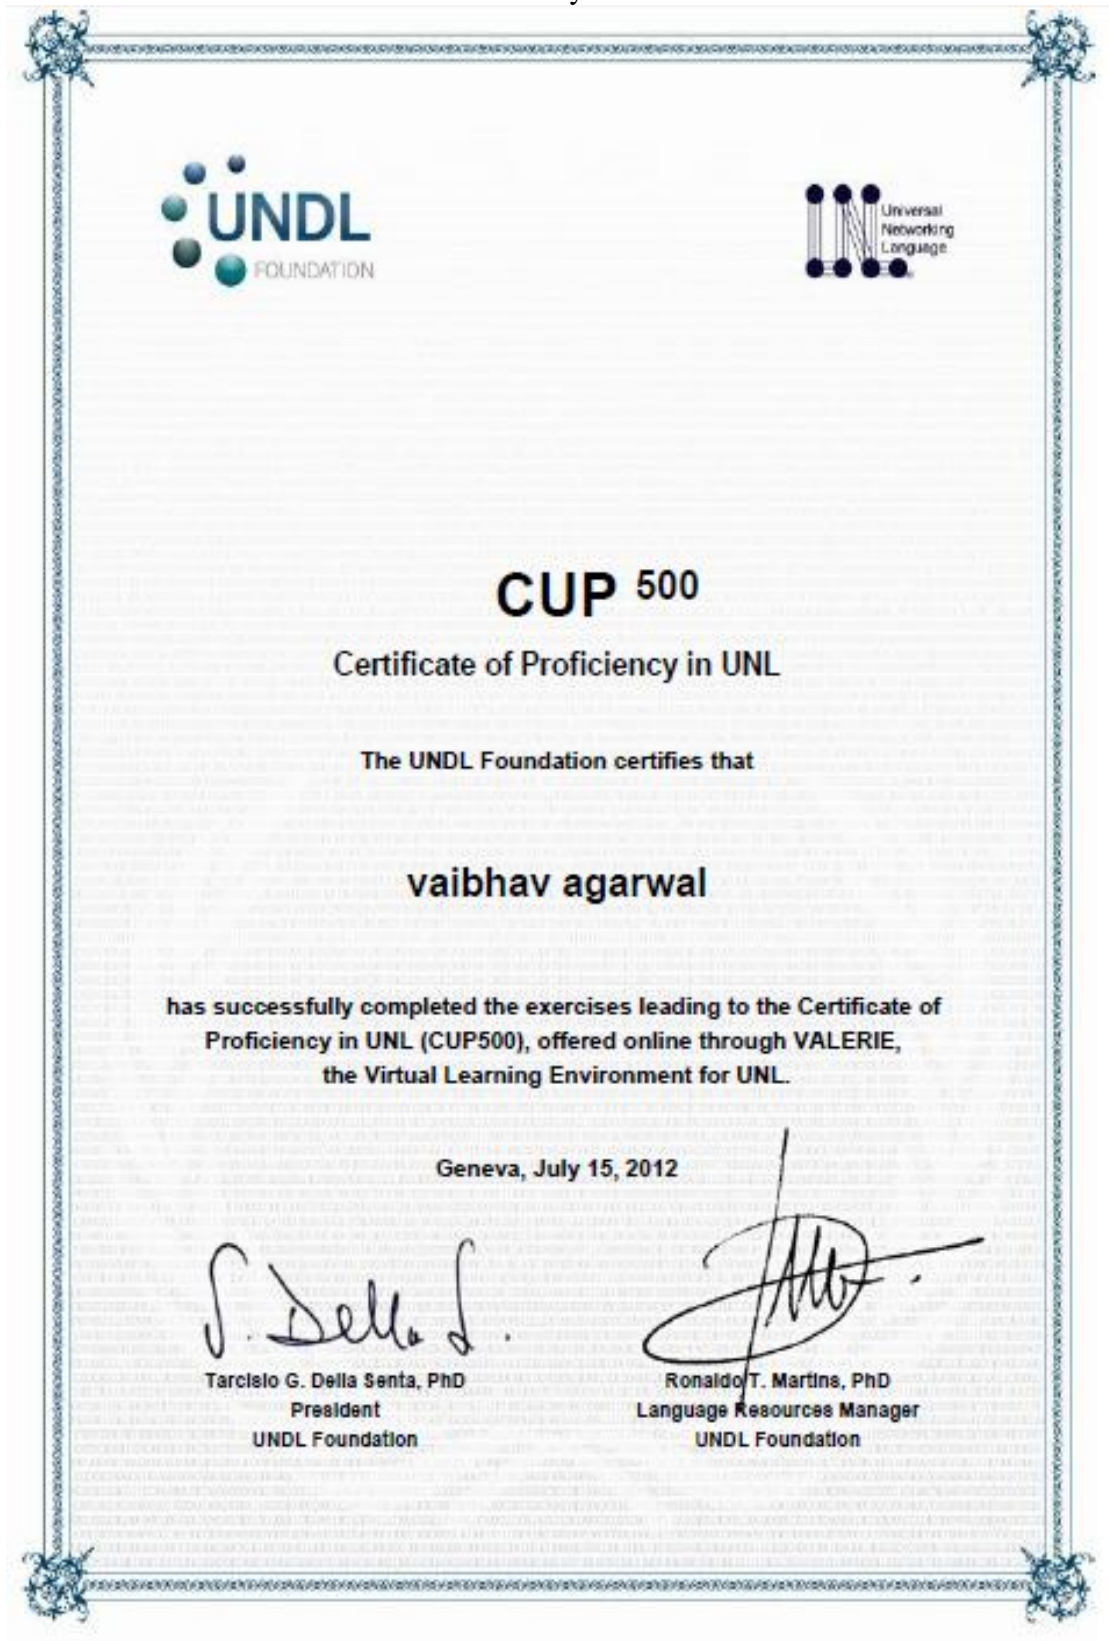 UNDL
FOUNDATION
Universal
Networking
Language
CUP 500
Certificate of Proficiency in UNL
The UNDL Foundation certifies that
vaibhav agarwal
has successfully completed the exercises leading to the Certificate of
Proficiency in UNL (CUP500), offered online through VALERIE,
the Virtual Learning Environment for UNL.
Geneva, July 15, 2012
S. Della S.
Tarcisio G. Della Senta, PhD
President
UNDL Foundation
Ronaldo T. Martins, PhD
Language Resources Manager
UNDL Foundation